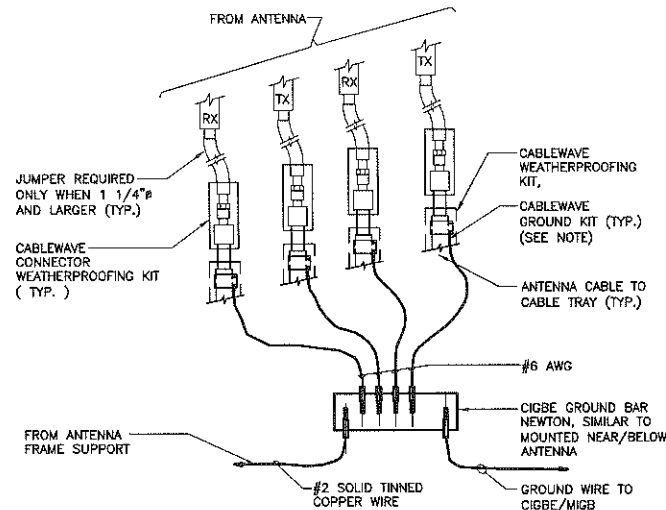 FROM ANTENNA
TX
RX
TX
RX
JUMPER REQUIRED
ONLY WHEN 1 1/4"ø
AND LARGER (TYP.)
CABLEWAVE
CONNECTOR
WEATHERPROOFING KIT
( TYP. )
CABLEWAVE
WEATHERPROOFING
KIT,
CABLEWAVE
GROUND KIT (TYP.)
(SEE NOTE)
ANTENNA CABLE TO
CABLE TRAY (TYP.)
#6 AWG
CIGBE GROUND BAR
NEWTON, SIMILAR TO
MOUNTED NEAR/BELOW
ANTENNA
FROM ANTENNA
FRAME SUPPORT
#2 SOLID TINNED
COPPER WIRE
GROUND WIRE TO
CIGBE/MIGB